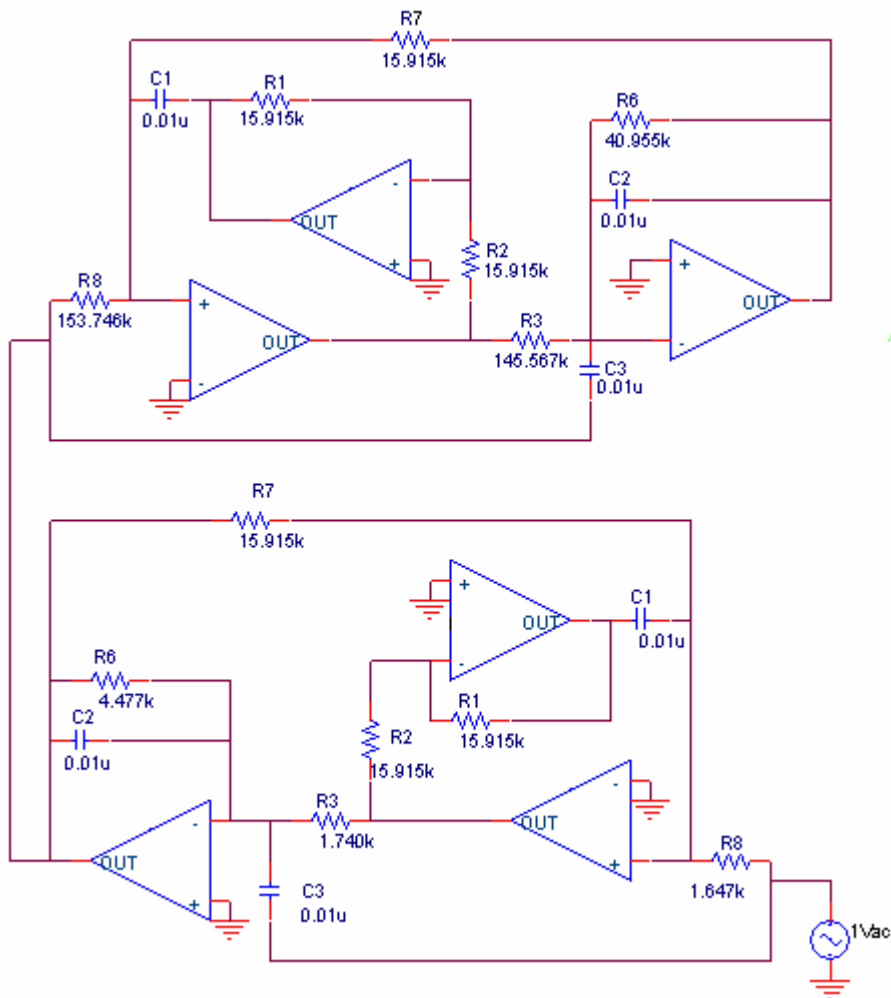 R7
15.915k
C1
0.01u
R1
15.915k
R6
40.955k
C2
0.01u
-
+
OUT
R2
15.915k
R8
153.746k
+
-
OUT
R3
145.567k
+
-
OUT
C3
0.01u
R7
15.915k
+
-
OUT
C1
0.01u
R6
4.477k
C2
0.01u
R1
15.915k
R2
15.915k
R3
1.740k
-
+
OUT
-
+
OUT
R8
1.647k
C3
0.01u
1Vac